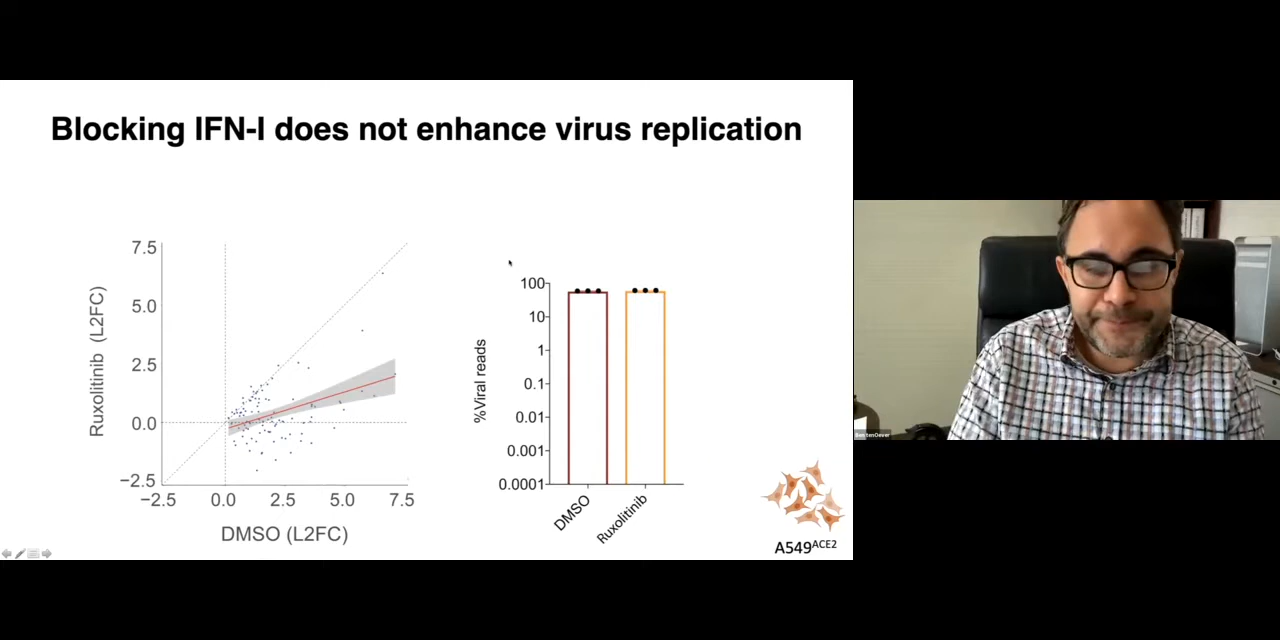 Blocking IFN-I does not enhance virus replication
7.5
5.0
2.5
0.0
−2.5
Ruxolitinib (L2FC)
−2.5 0.0 2.5 5.0 7.5
DMSO (L2FC)
100
10
1
0.1
0.01
0.001
0.0001
%Viral reads
DMSO
Ruxolitinib
A549ACE2
Ben tenOever